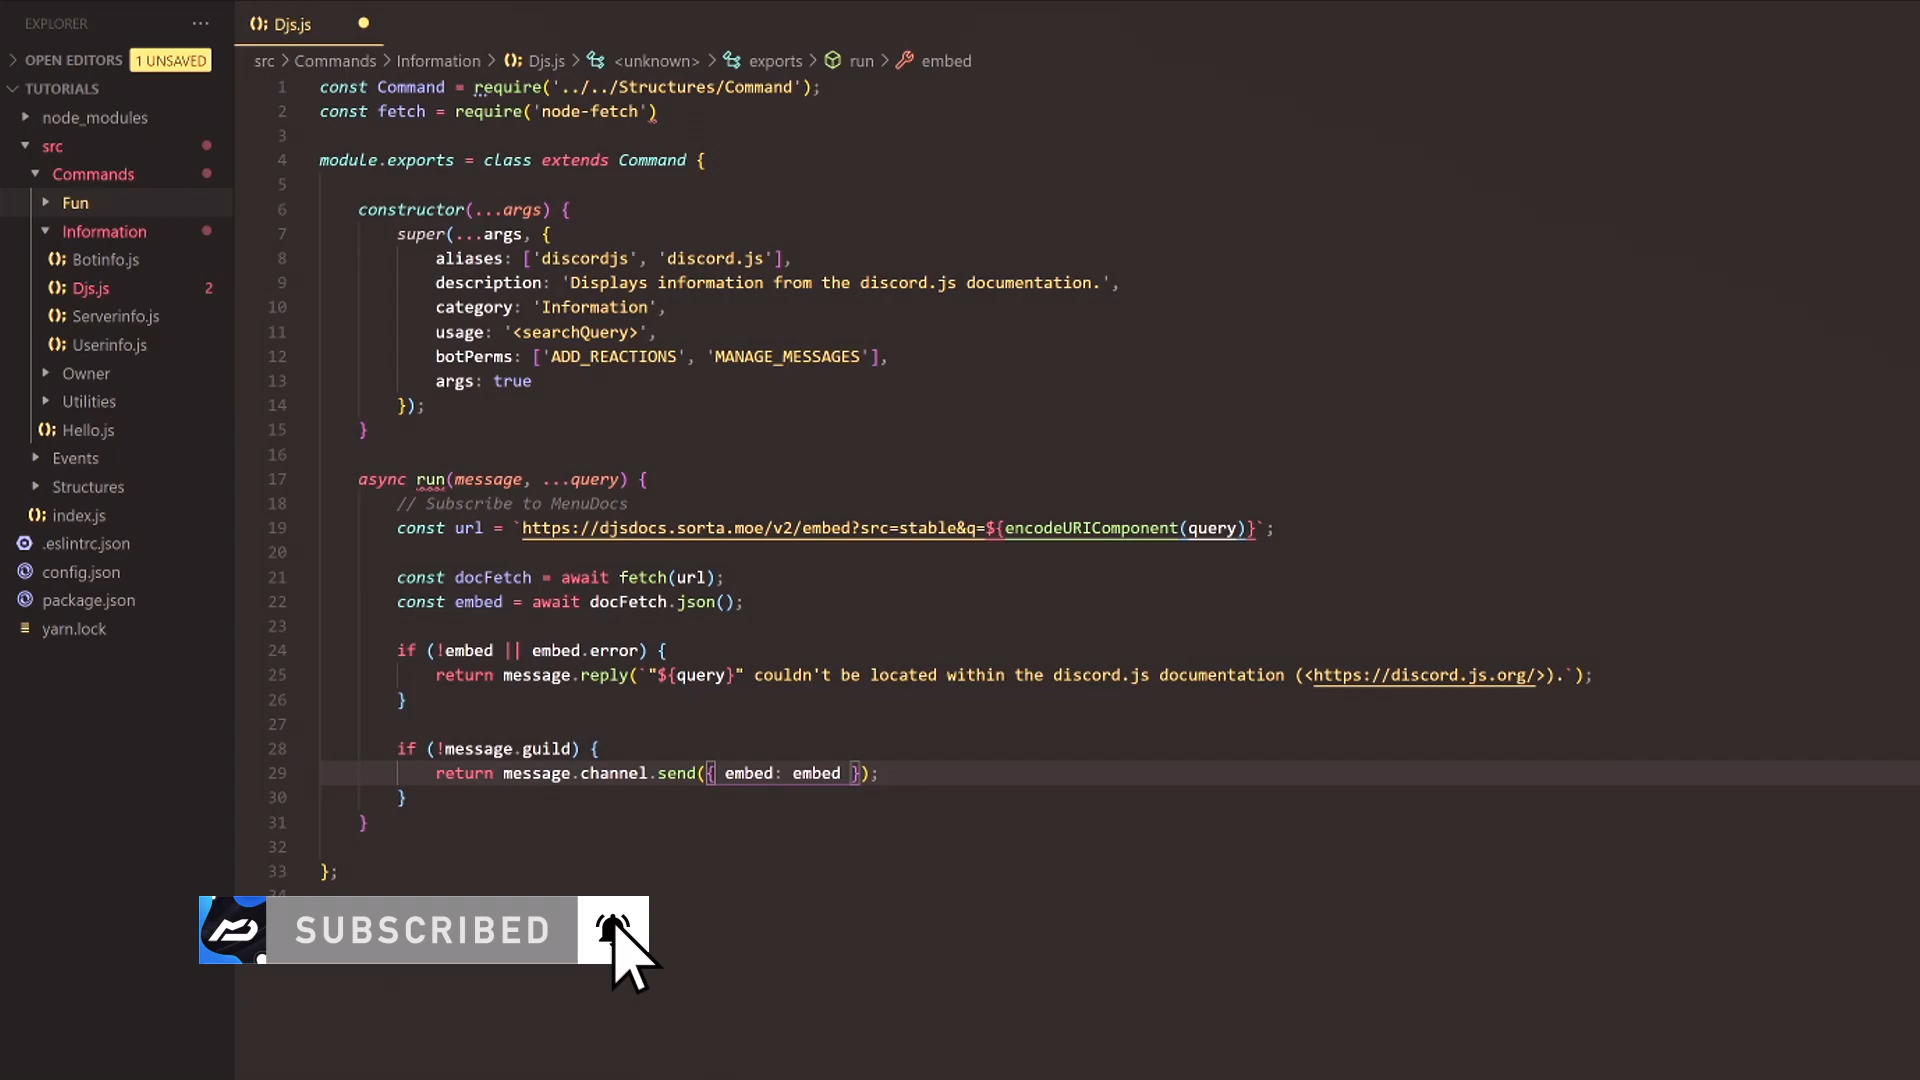 EXPLORER ···
OPEN EDITORS 1 UNSAVED
TUTORIALS
node_modules
src
Commands
Fun
Information
Botinfo.js
Djs.js 2
Serverinfo.js
Userinfo.js
Owner
Utilities
Hello.js
Events
Structures
index.js
.eslintrc.json
config.json
package.json
yarn.lock
Djs.js
src > Commands > Information > Djs.js > <unknown> > exports > run > embed
1 const Command = require('../../Structures/Command');
2 const fetch = require('node-fetch')
3
4 module.exports = class extends Command {
5
6 constructor(...args) {
7 super(...args, {
8 aliases: ['discordjs', 'discord.js'],
9 description: 'Displays information from the discord.js documentation.',
10 category: 'Information',
11 usage: '<searchQuery>',
12 botPerms: ['ADD_REACTIONS', 'MANAGE_MESSAGES'],
13 args: true
14 });
15 }
16
17 async run(message, ...query) {
18 // Subscribe to MenuDocs
19 const url = `https://djsdocs.sorta.moe/v2/embed?src=stable&q=${encodeURIComponent(query)}`;
20
21 const docFetch = await fetch(url);
22 const embed = await docFetch.json();
23
24 if (!embed || embed.error) {
25 return message.reply(`"${query}" couldn't be located within the discord.js documentation (<https://discord.js.org/>).`);
26 }
27
28 if (!message.guild) {
29 return message.channel.send({ embed: embed });
30 }
31 }
32
33 };
34
SUBSCRIBED